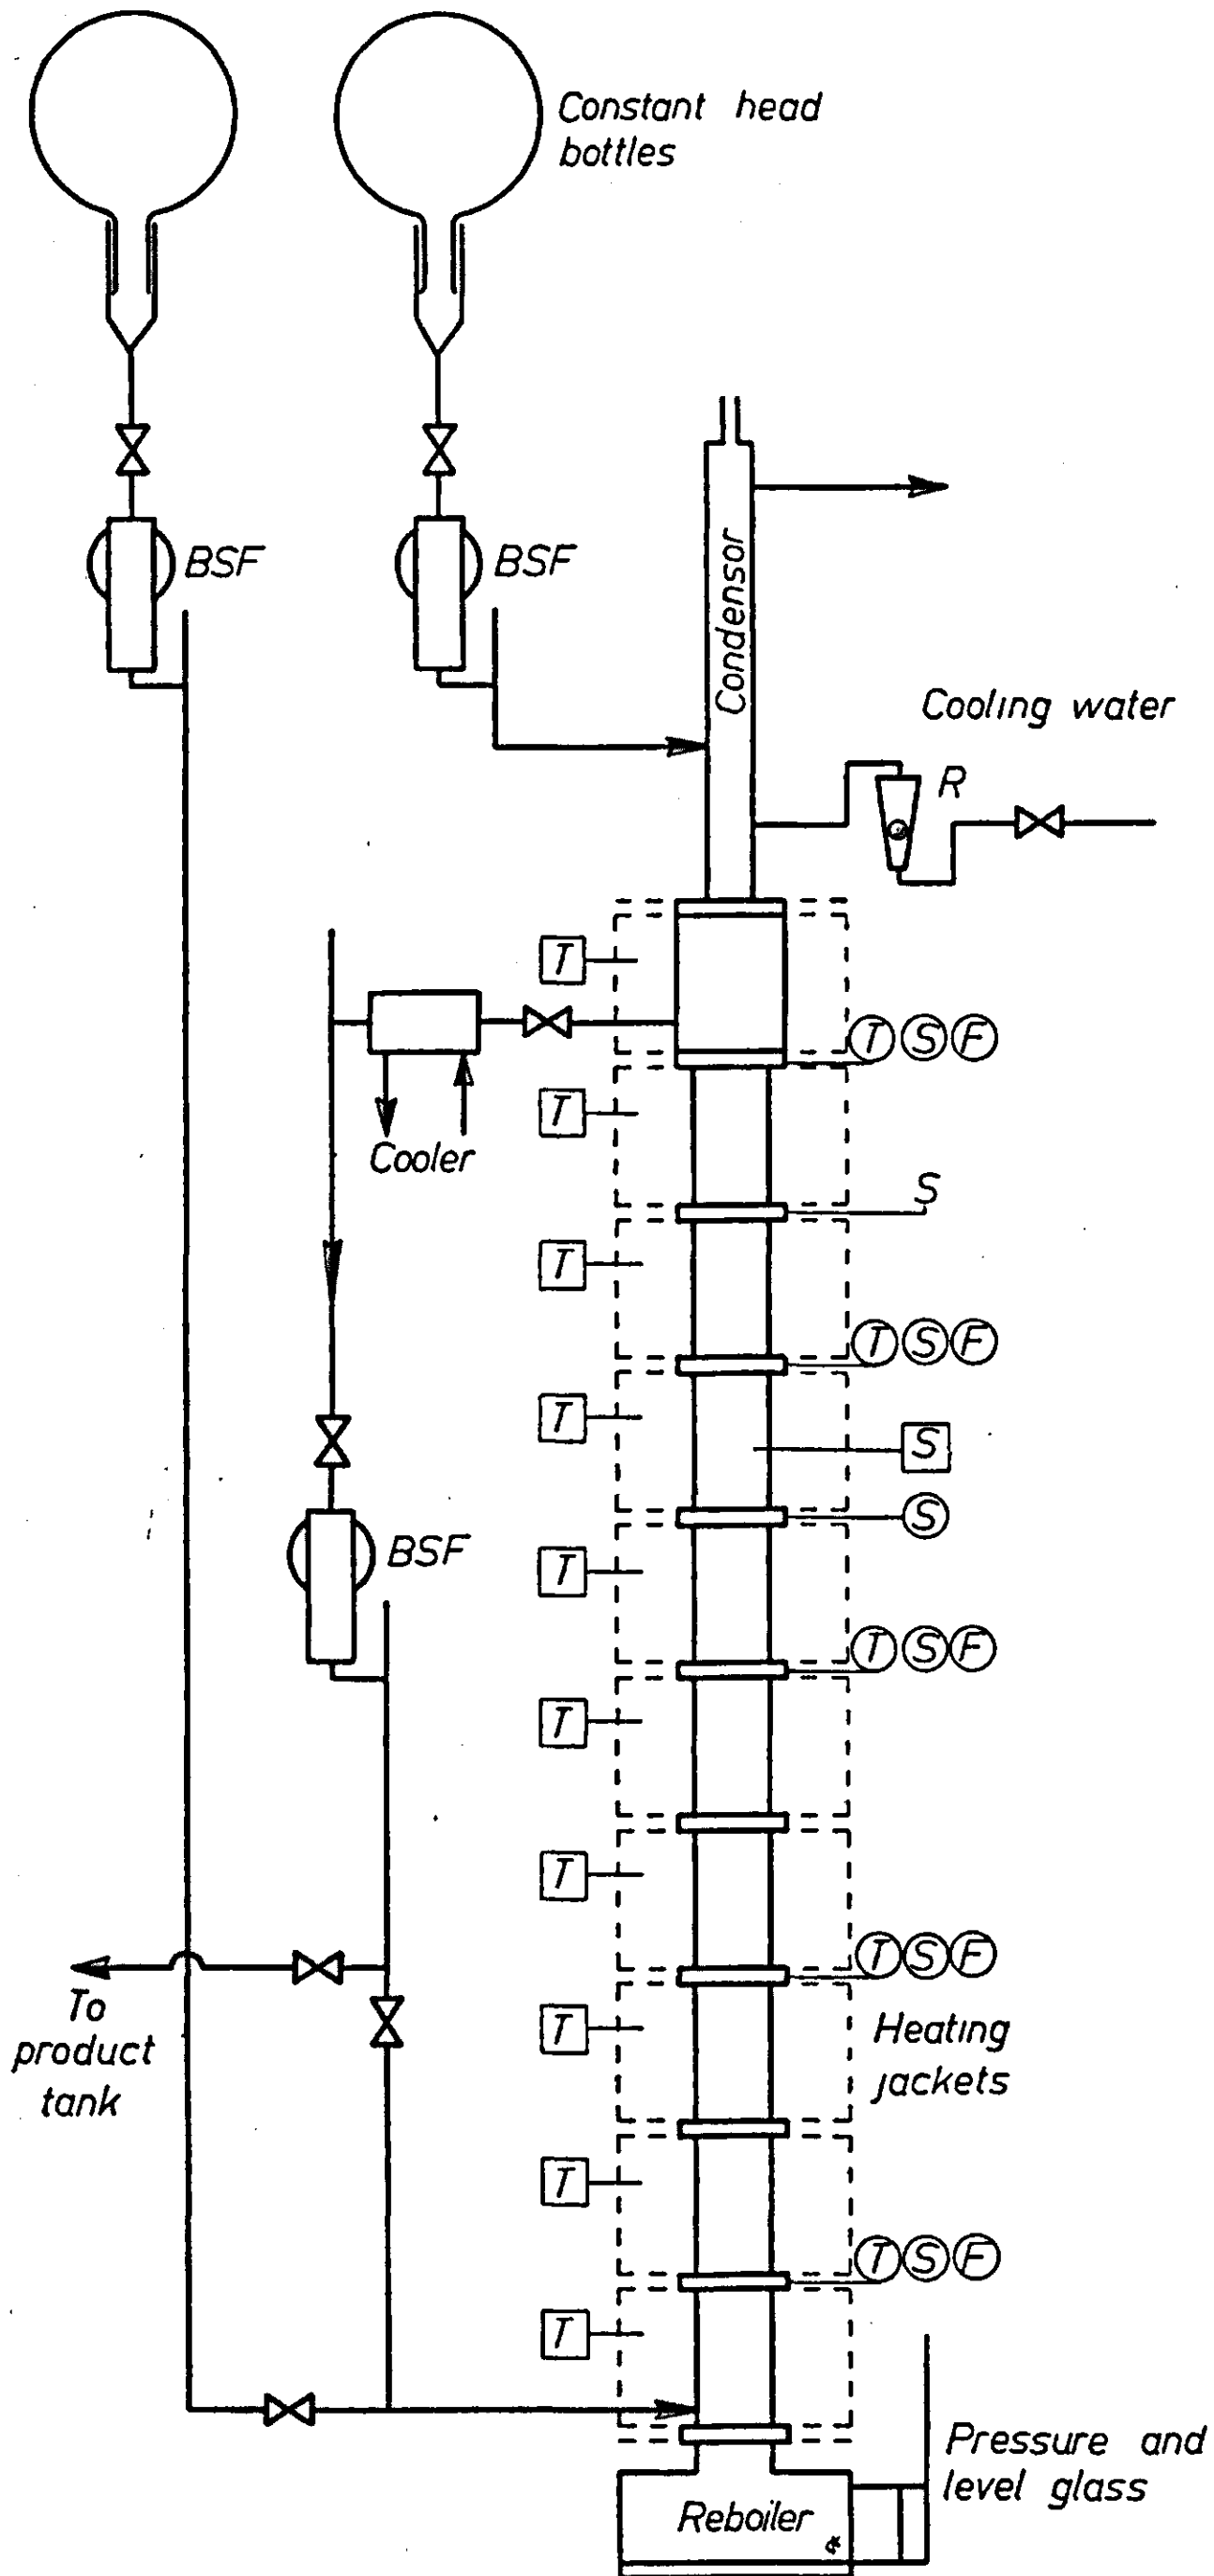 Constant head
bottles
BSF
BSF
Condensor
Cooling water
R
T
T S F
T
Cooler
S
T
T S F
T
S
S
BSF
T
T S F
T
T
T S F
To
product
tank
T
Heating
jackets
T
T S F
T
Pressure and
level glass
Reboiler